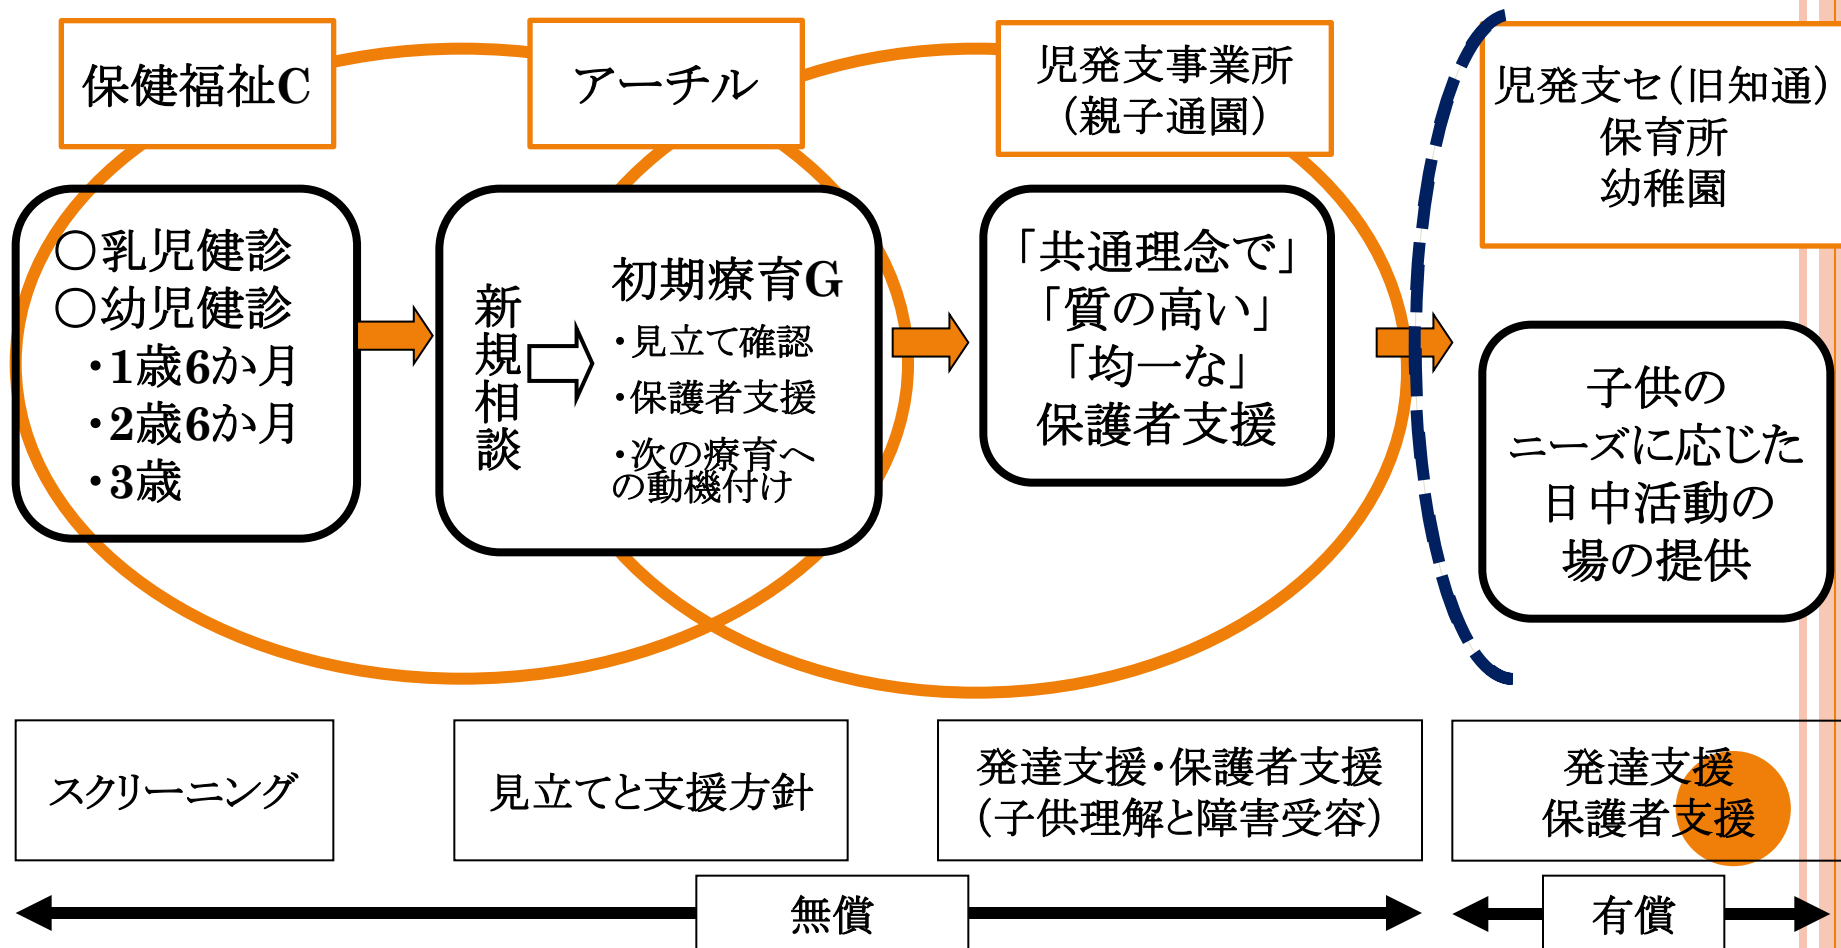 保健福祉C
アーチル
児発支事業所
（親子通園）
児発支セ（旧知通）
保育所
幼稚園
○乳児健診
○幼児健診
・1歳6か月
・2歳6か月
・3歳
新規相談
初期療育G
・見立て確認
・保護者支援
・次の療育へ
の動機付け
「共通理念で」
「質の高い」
「均一な」
保護者支援
子供の
ニーズに応じた
日中活動の
場の提供
スクリーニング
見立てと支援方針
発達支援・保護者支援
（子供理解と障害受容）
発達支援
保護者支援
無償
有償